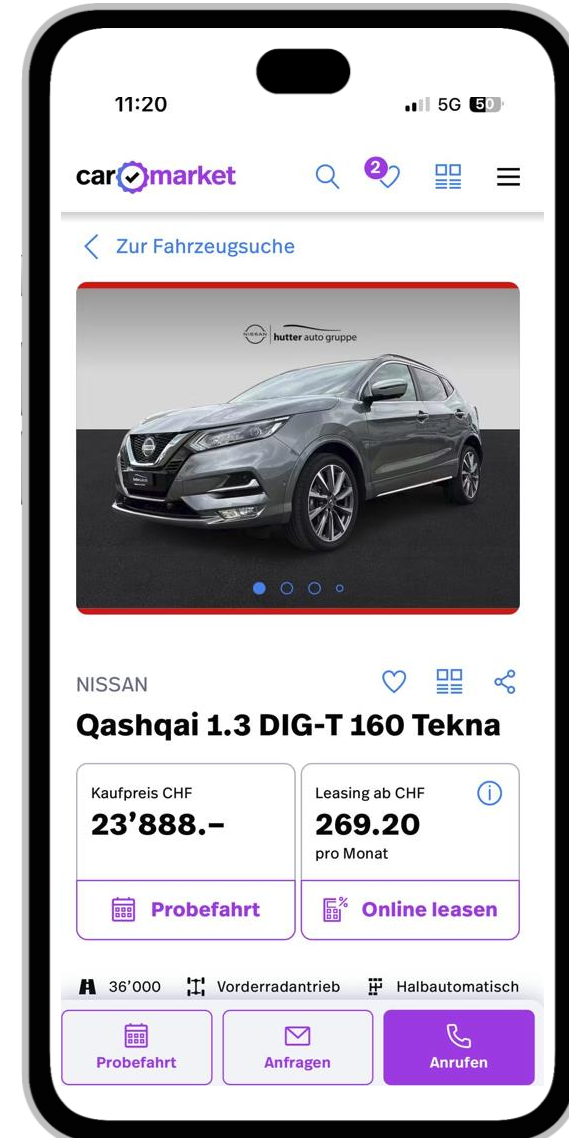 11:20
5G 50
car market
2
Zur Fahrzeugsuche
NISSAN hutter auto gruppe
NISSAN
Qashqai 1.3 DIG-T 160 Tekna
Kaufpreis CHF
23’888.–
Leasing ab CHF
269.20
pro Monat
Probefahrt
Online leasen
36’000 Vorderradantrieb Halbautomatisch
Probefahrt
Anfragen
Anrufen